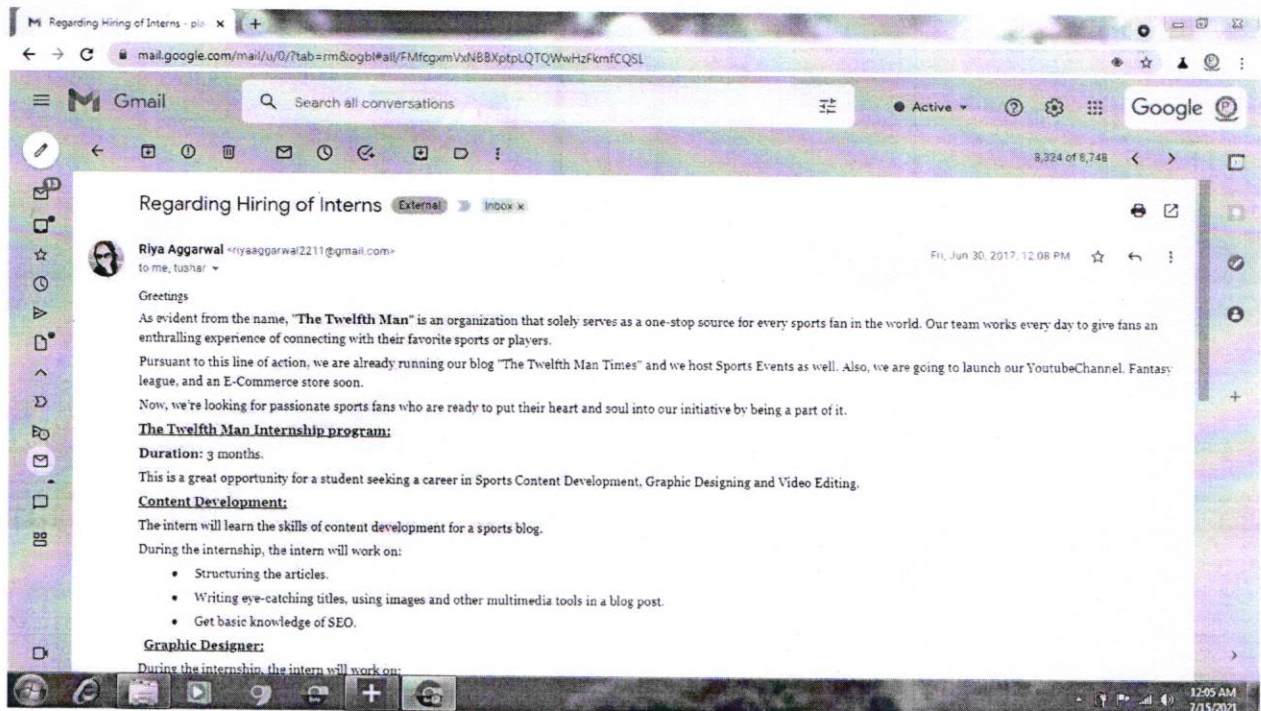 Regarding Hiring of Interns - pla
mail.google.com/mail/u/0/?tab=rm&ogbl#all/FMfcgxmVxNBBXptpLQTQWwHzFkmfCQSL
Gmail
Search all conversations
Active
Google
8,324 of 8,748
Regarding Hiring of Interns External Inbox x
Riya Aggarwal <riyaaggarwal2211@gmail.com>
Fri, Jun 30, 2017, 12:08 PM
to me, tushar
Greetings
As evident from the name, "The Twelfth Man" is an organization that solely serves as a one-stop source for every sports fan in the world. Our team works every day to give fans an
enthralling experience of connecting with their favorite sports or players.
Pursuant to this line of action, we are already running our blog "The Twelfth Man Times" and we host Sports Events as well. Also, we are going to launch our YoutubeChannel. Fantasy
league, and an E-Commerce store soon.
Now, we're looking for passionate sports fans who are ready to put their heart and soul into our initiative by being a part of it.
The Twelfth Man Internship program:
Duration: 3 months.
This is a great opportunity for a student seeking a career in Sports Content Development, Graphic Designing and Video Editing.
Content Development:
The intern will learn the skills of content development for a sports blog.
During the internship, the intern will work on:
• Structuring the articles.
• Writing eye-catching titles, using images and other multimedia tools in a blog post.
• Get basic knowledge of SEO.
Graphic Designer:
During the internship, the intern will work on:
12:05 AM
7/15/2021